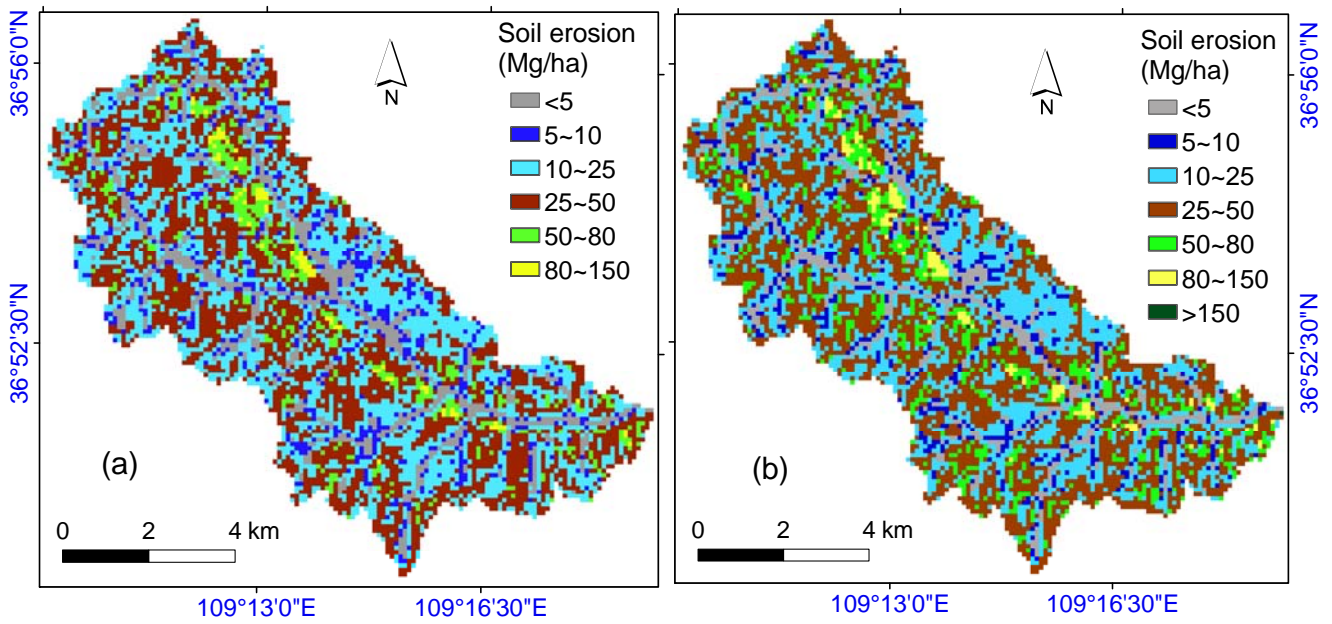 Soil erosion
(Mg/ha)
<5
5~10
10~25
25~50
50~80
80~150
N
(a)
0 2 4 km
36°56'0"N
36°52'30"N
109°13'0"E 109°16'30"E
Soil erosion
(Mg/ha)
<5
5~10
10~25
25~50
50~80
80~150
>150
N
(b)
0 2 4 km
36°56'0"N
36°52'30"N
109°13'0"E 109°16'30"E